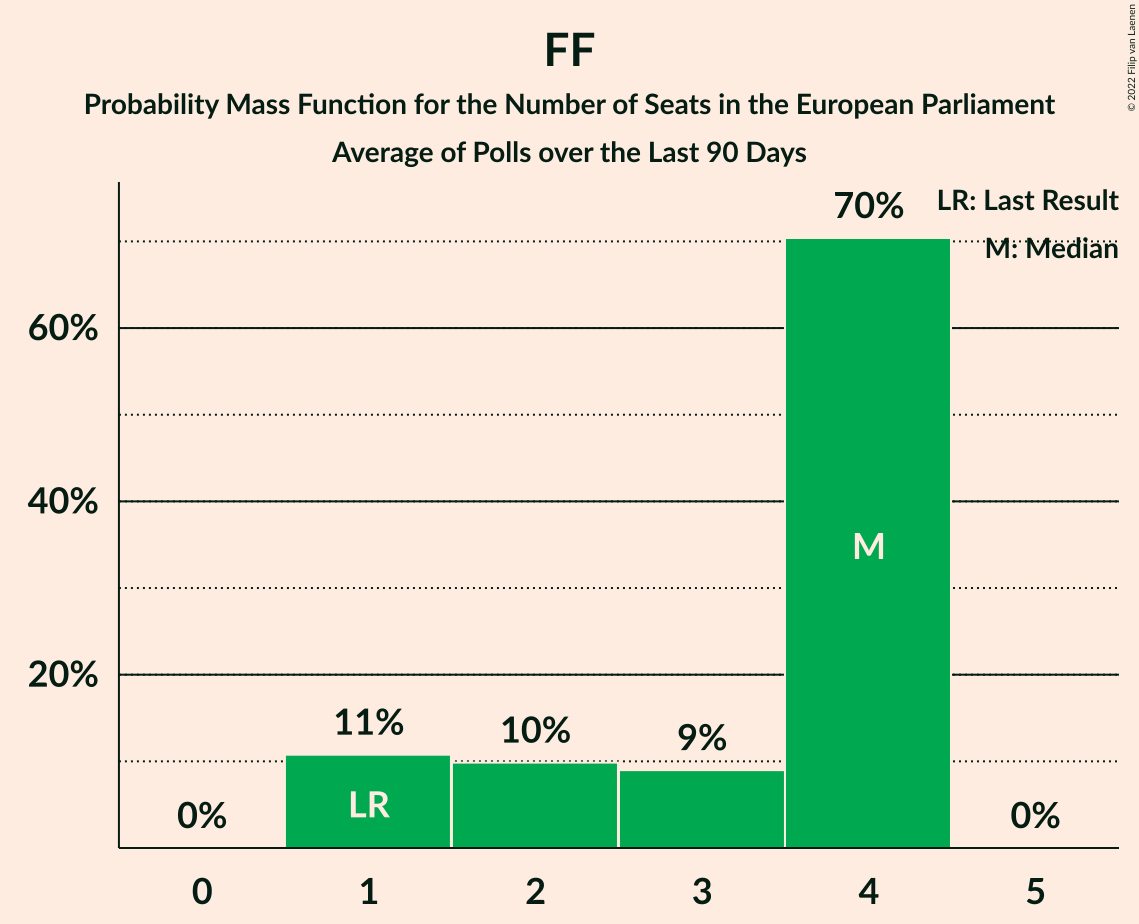 FF
Probability Mass Function for the Number of Seats in the European Parliament
Average of Polls over the Last 90 Days
© 2022 Filip van Laenen
LR: Last Result
M: Median
70%
60%
40%
M
20%
11%
10%
9%
LR
0%
0%
0
1
2
3
4
5